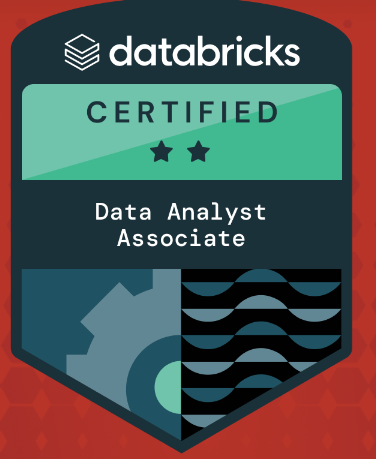 databricks
CERTIFIED
Data Analyst
Associate